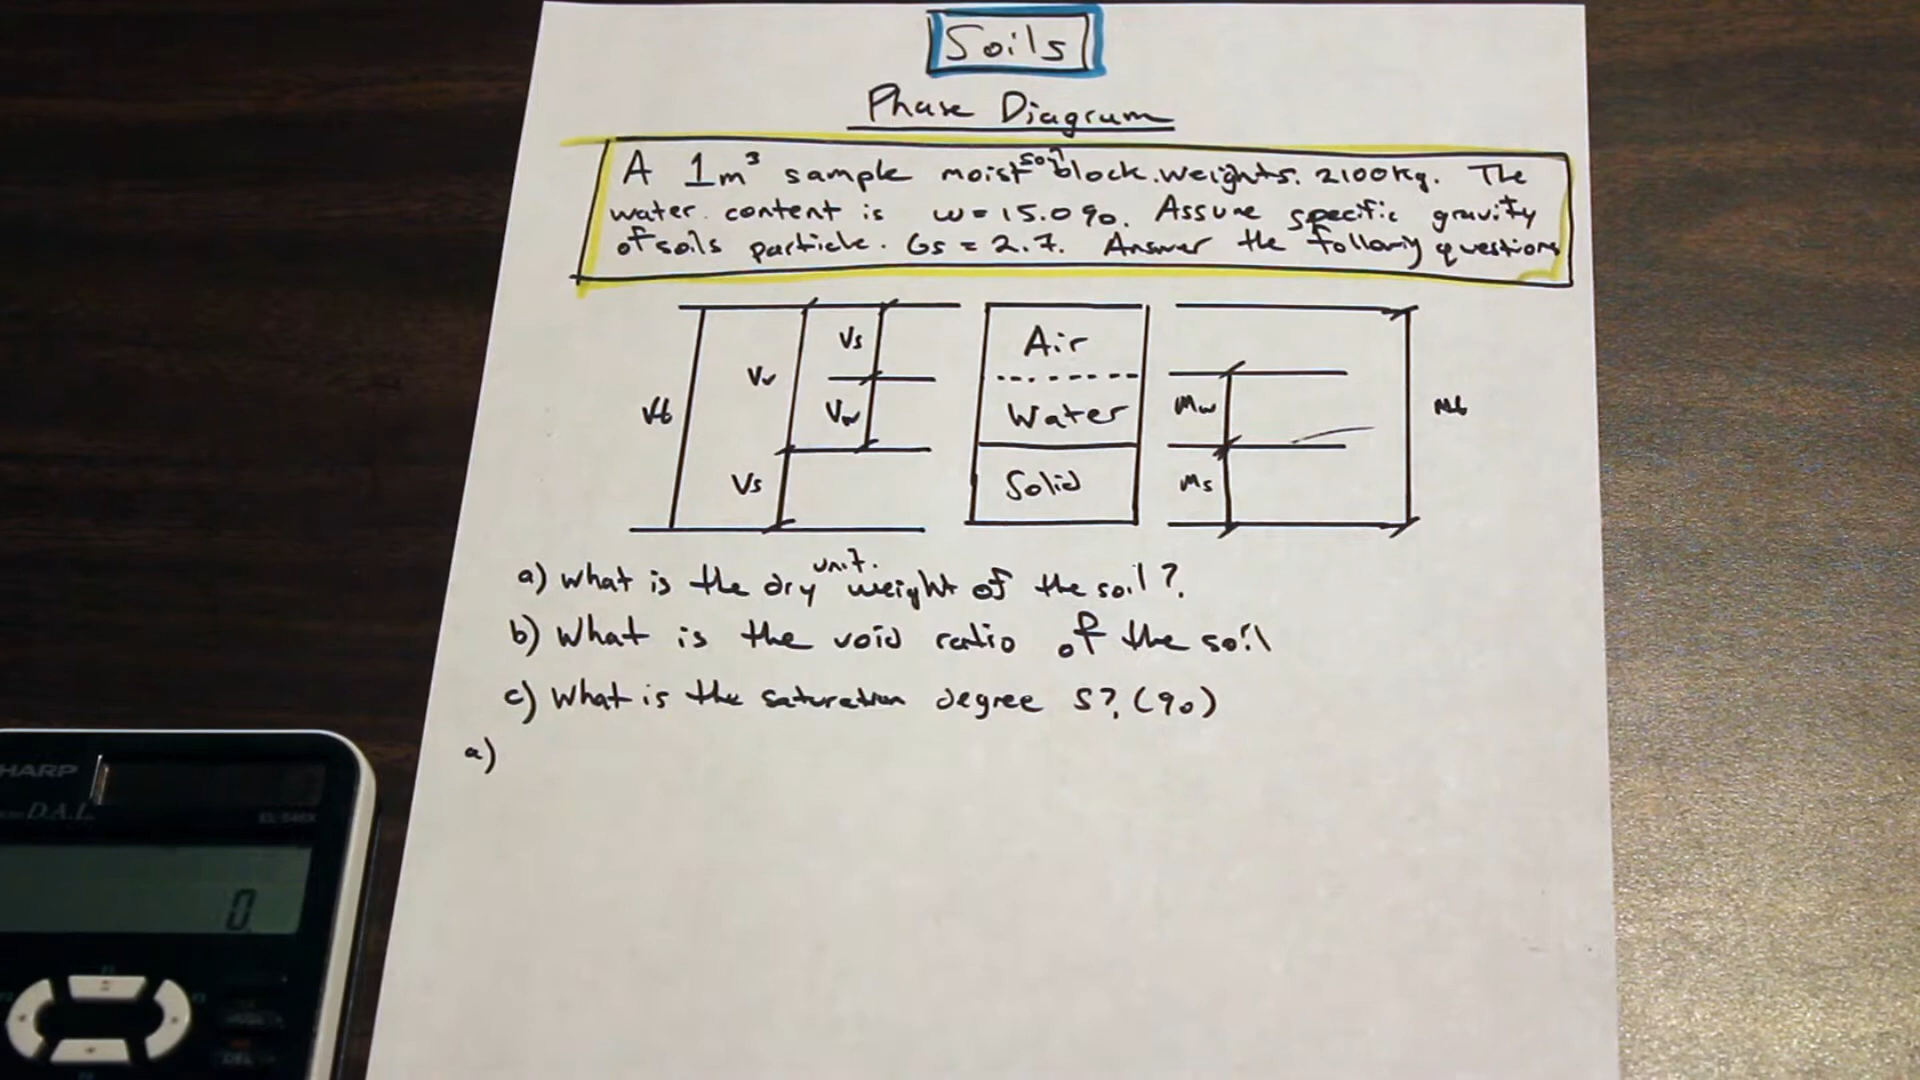 Soils
Phase Diagram
A 1m³ sample moist soil block. weights. 2100kg. The
water. content is w=15.0%. Assume specific gravity
of soils particle. Gs = 2.7. Answer the following questions
Air
Vs
Vv
Vt
Vw
Water
Mw
Mt
Vs
Solid
Ms
a) what is the dry unit. weight of the soil?
b) What is the void ratio of the soil
c) What is the saturation degree S? (%)
a)
D.A.L.
0